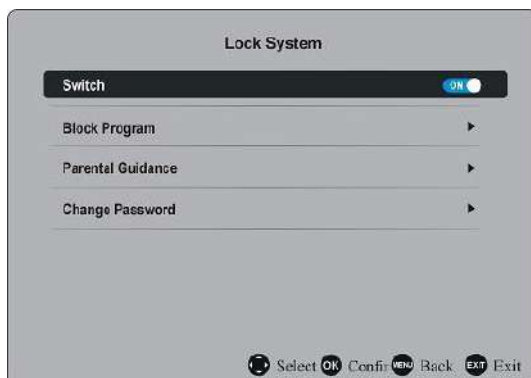 Lock System
Switch ON
Block Program
Parental Guidance
Change Password
Select OK Confir MENU Back EXIT Exit